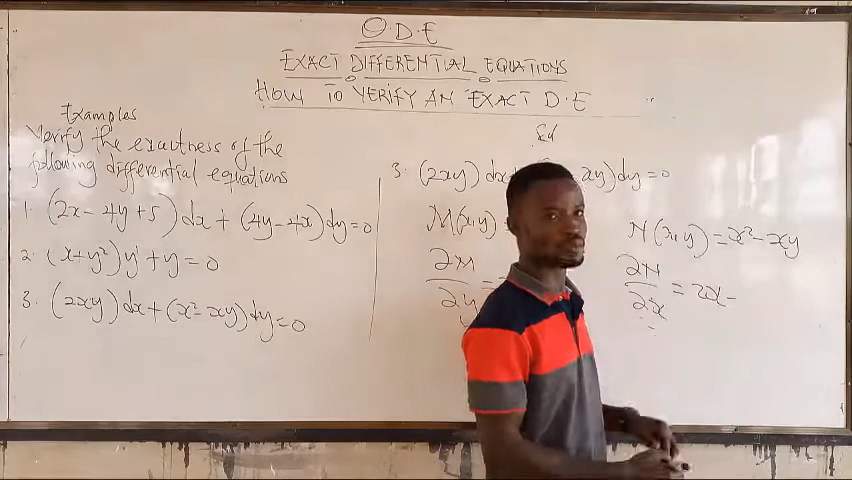 O.D.E
EXACT DIFFERENTIAL EQUATIONS
HOW TO VERIFY AN EXACT D.E
Examples
Verify the exactness of the
following differential equations
1. (2x-4y+5)dx+(4y-4x)dy=0
2. (x+y²)y'+y=0
3. (2xy)dx+(x²-xy)dy=0
Sol
3. (2xy)dx xy)dy=0
M(x,y)
∂M/∂y =
N(x,y)=x²-xy
∂N/∂x = 2x-